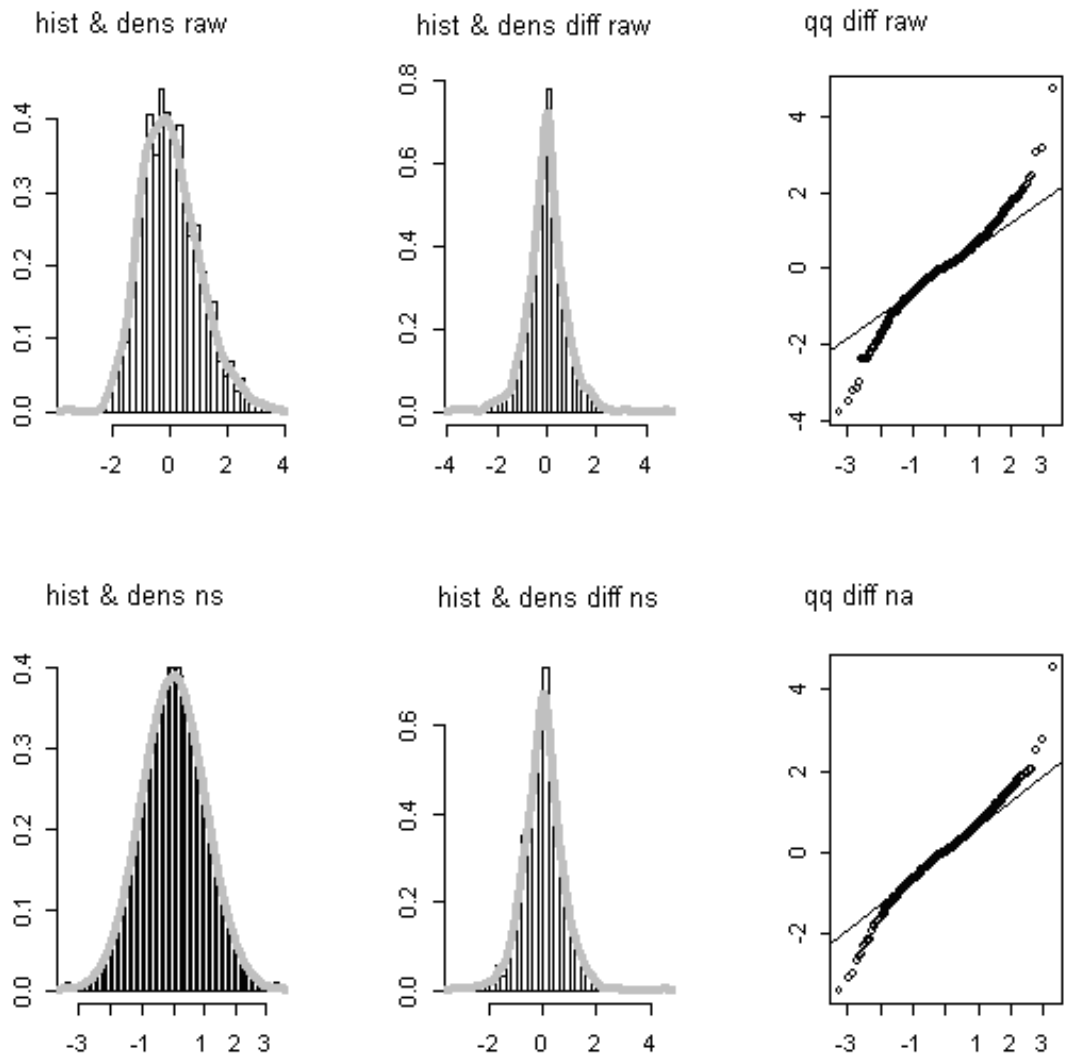 hist & dens raw
hist & dens diff raw
qq diff raw
0.0 0.1 0.2 0.3 0.4
-2 0 2 4
0.0 0.2 0.4 0.6 0.8
-4 -2 0 2 4
-4 -2 0 2 4
-3 -1 1 2 3
hist & dens ns
hist & dens diff ns
qq diff na
0.0 0.1 0.2 0.3 0.4
-3 -1 1 2 3
0.0 0.2 0.4 0.6
-2 0 2 4
-2 0 2 4
-3 -1 1 2 3